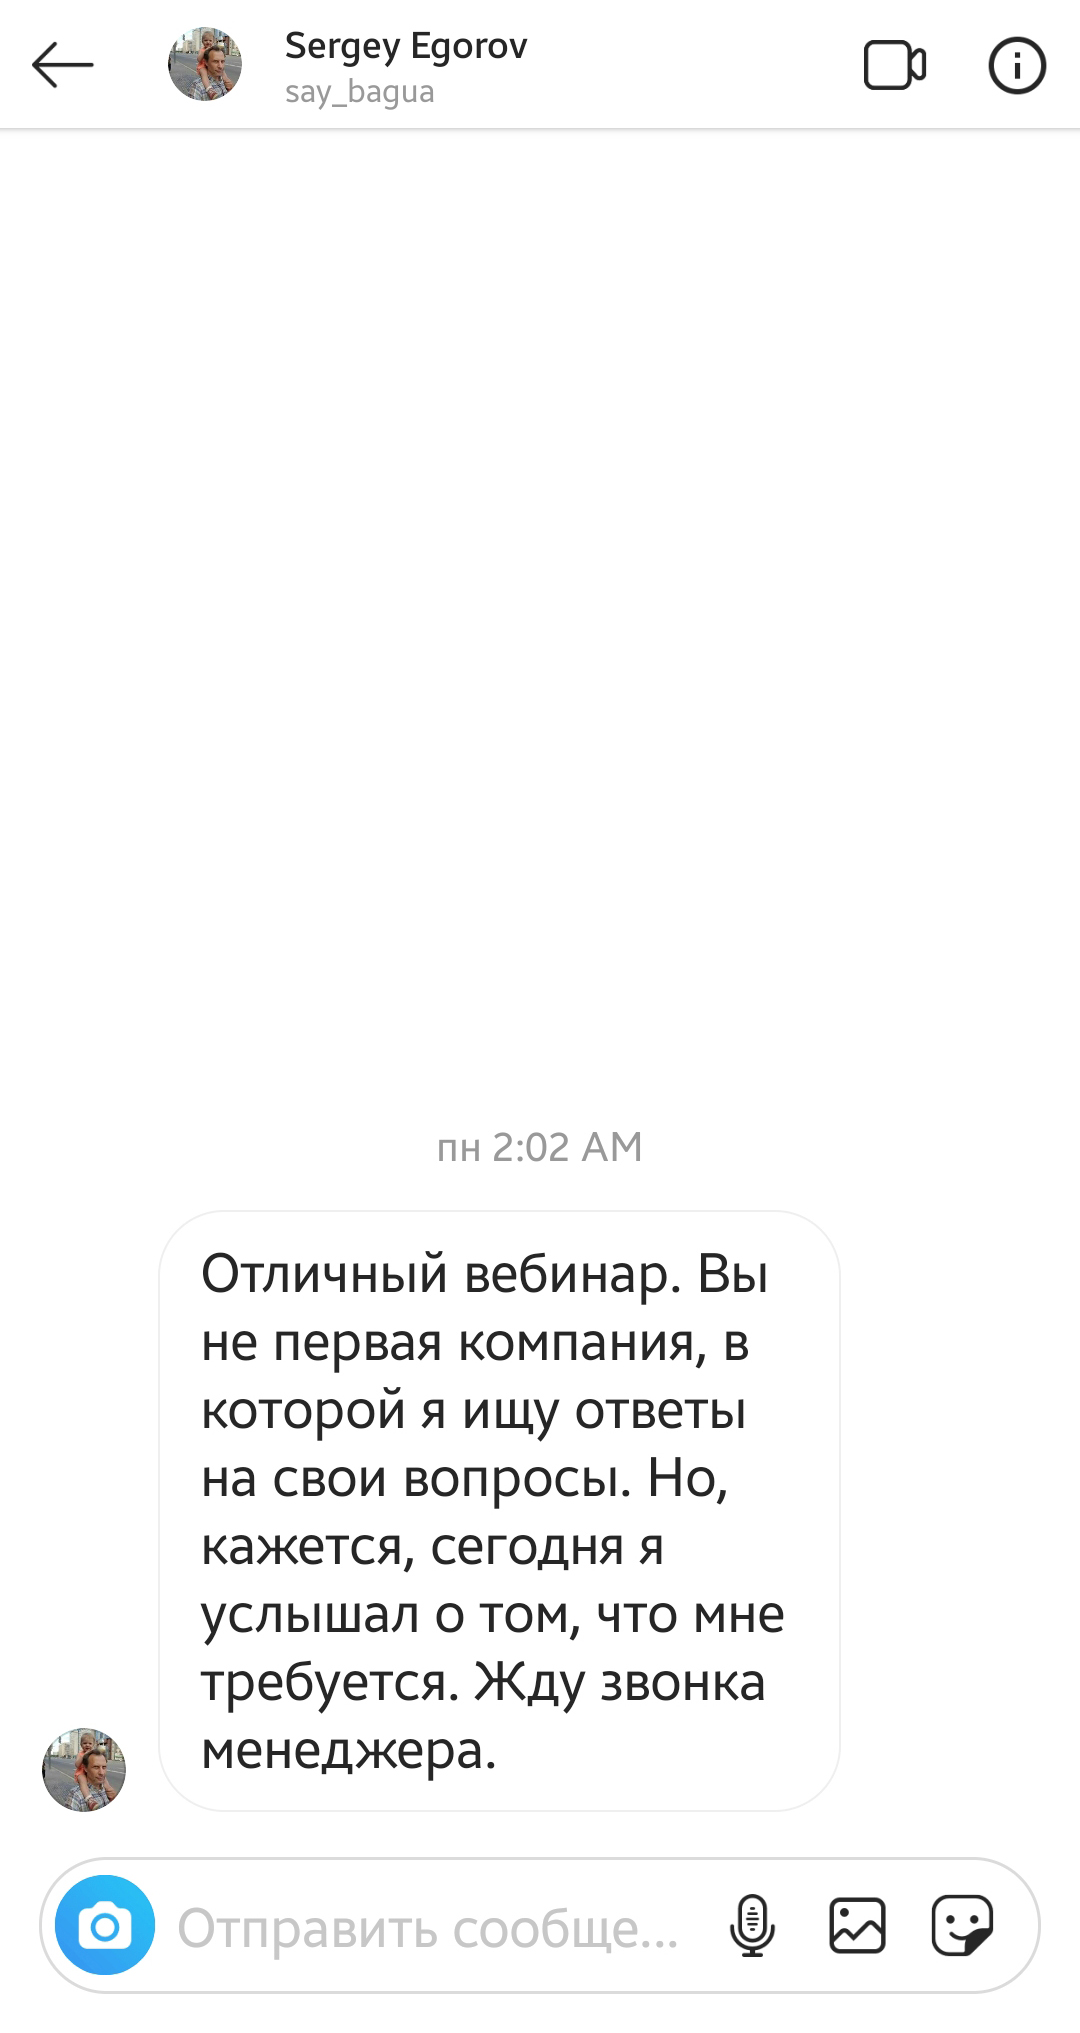 Sergey Egorov
say_bagua
пн 2:02 AM
Отличный вебинар. Вы
не первая компания, в
которой я ищу ответы
на свои вопросы. Но,
кажется, сегодня я
услышал о том, что мне
требуется. Жду звонка
менеджера.
Отправить сообще...